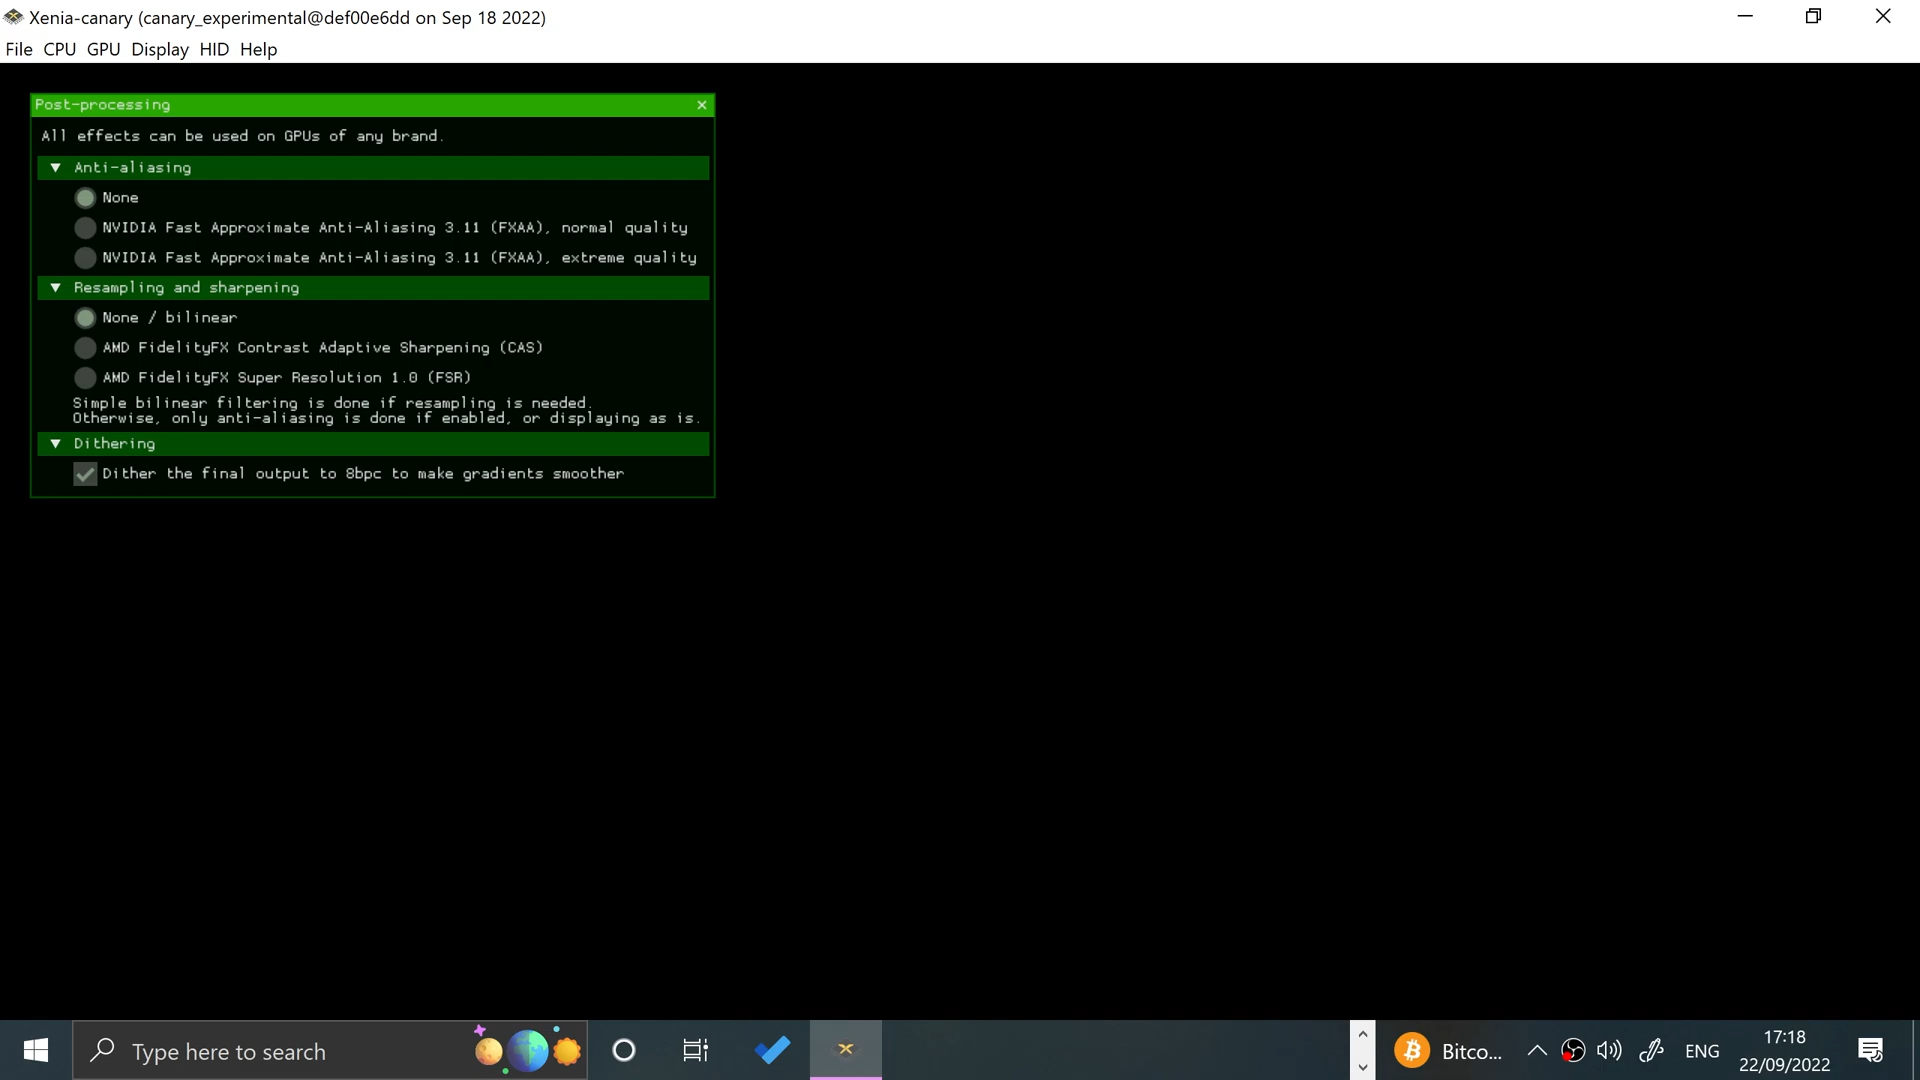 Xenia-canary (canary_experimental@def00e6dd on Sep 18 2022)
File CPU GPU Display HID Help
Post-processing
All effects can be used on GPUs of any brand.
Anti-aliasing
None
NVIDIA Fast Approximate Anti-Aliasing 3.11 (FXAA), normal quality
NVIDIA Fast Approximate Anti-Aliasing 3.11 (FXAA), extreme quality
Resampling and sharpening
None / bilinear
AMD FidelityFX Contrast Adaptive Sharpening (CAS)
AMD FidelityFX Super Resolution 1.0 (FSR)
Simple bilinear filtering is done if resampling is needed.
Otherwise, only anti-aliasing is done if enabled, or displaying as is.
Dithering
Dither the final output to 8bpc to make gradients smoother
Type here to search
Bitco...
ENG
17:18
22/09/2022